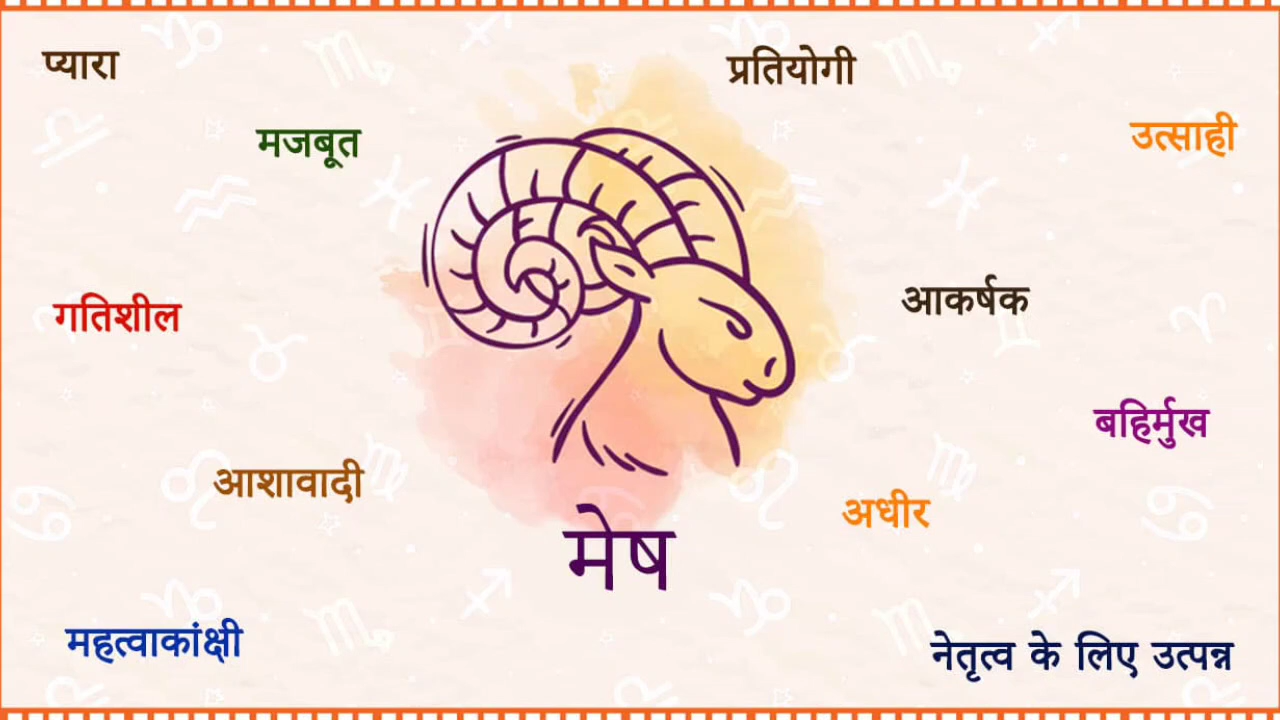 प्यारा
प्रतियोगी
उत्साही
मजबूत
आकर्षक
गतिशील
बहिर्मुख
आशावादी
अधीर
मेष
महत्वाकांक्षी
नेतृत्व के लिए उत्पन्न